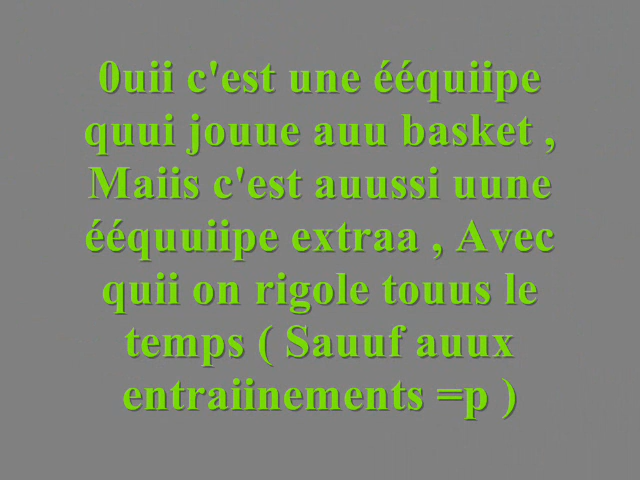 0uii c'est une ééquiipe
quui jouue auu basket ,
Maiis c'est auussi uune
ééquuiipe extraa , Avec
quii on rigole touus le
temps ( Sauuf auux
entraiinements =p )